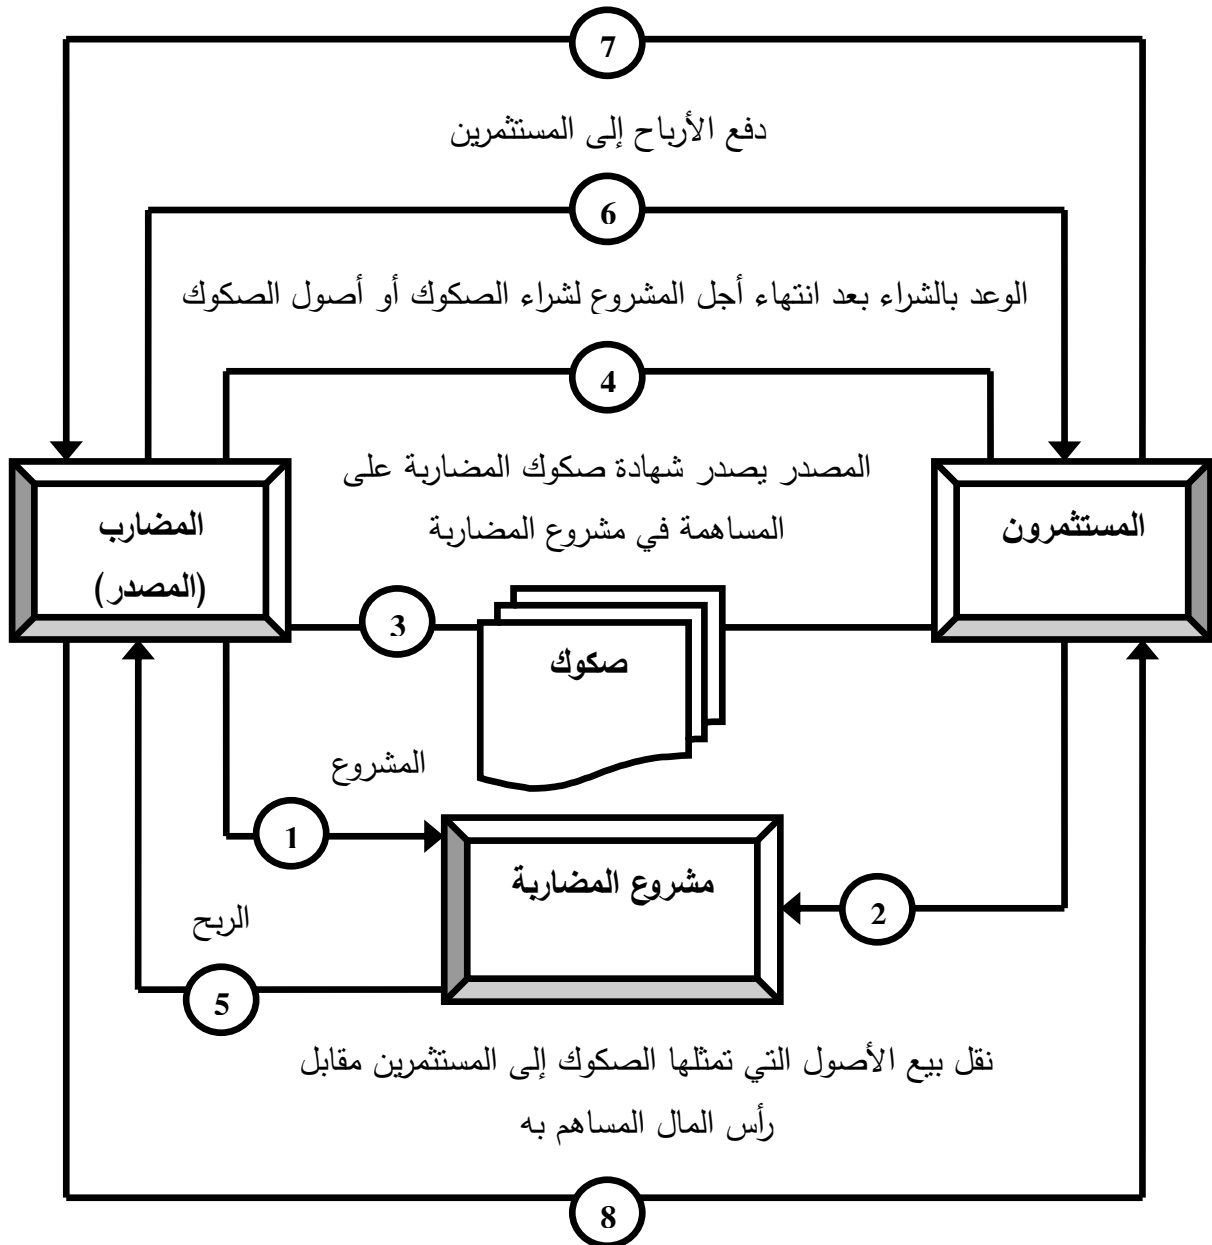 7
دفع الأرباح إلى المستثمرين
6
الوعد بالشراء بعد انتهاء أجل المشروع لشراء الصكوك أو أصول الصكوك
4
المصدر يصدر شهادة صكوك المضاربة على
المساهمة في مشروع المضاربة
المستثمرون
المضارب
(المصدر)
3
صكوك
المشروع
1
مشروع المضاربة
2
الربح
5
نقل بيع الأصول التي تمثلها الصكوك إلى المستثمرين مقابل
رأس المال المساهم به
8